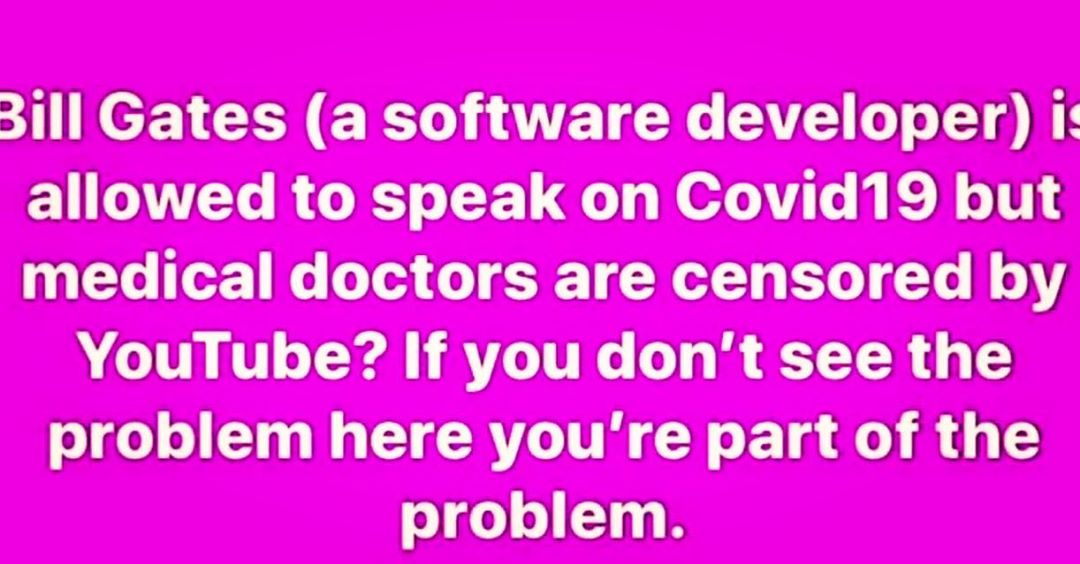 Bill Gates (a software developer) is
allowed to speak on Covid19 but
medical doctors are censored by
YouTube? If you don’t see the
problem here you’re part of the
problem.